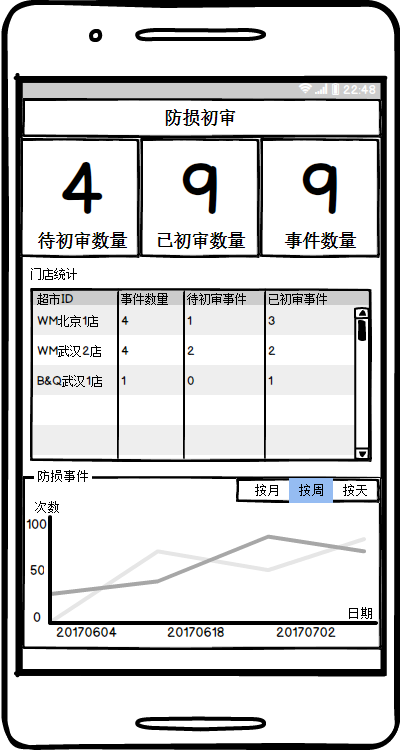 22:48
防损初审
4 9 9
待初审数量 已初审数量 事件数量
门店统计
超市ID 事件数量 待初审事件 已初审事件
WM北京1店 4 1 3
WM武汉2店 4 2 2
B&Q武汉1店 1 0 1
防损事件
按月 按周 按天
次数
100
50
0
日期
20170604 20170618 20170702